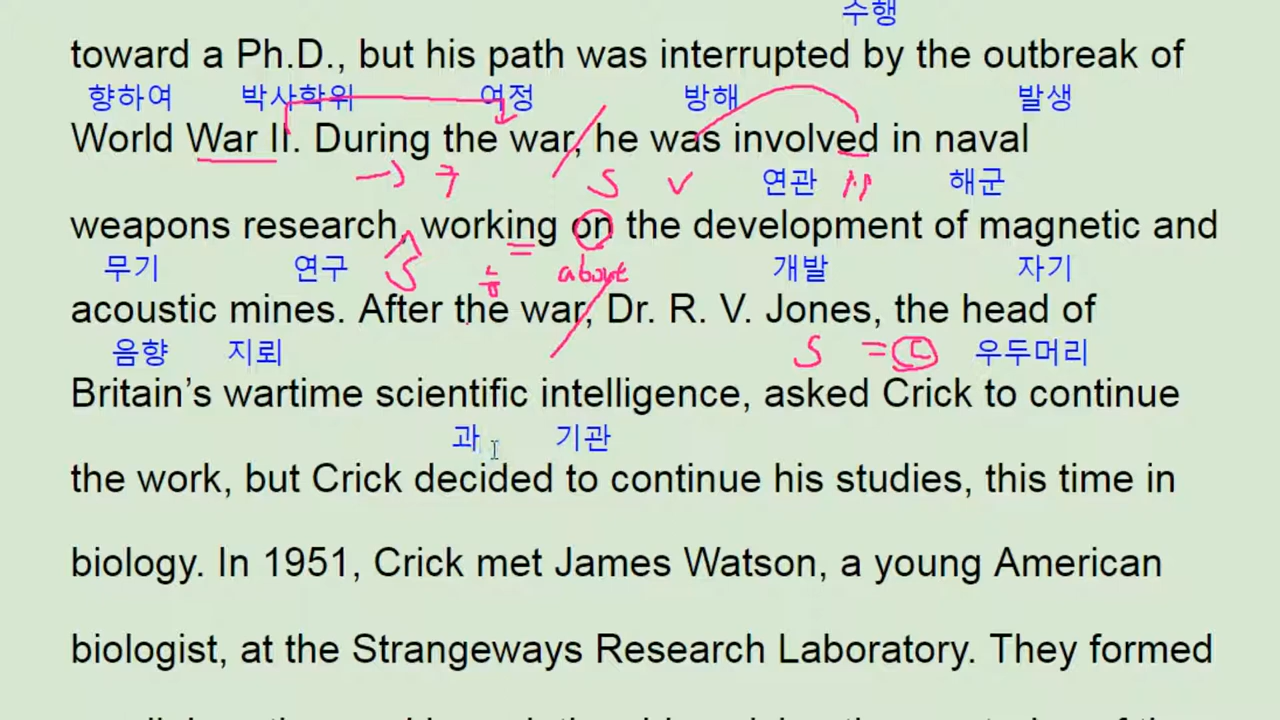 수행
toward a Ph.D., but his path was interrupted by the outbreak of
향하여 박사학위 여정 방해 발생
World War II. During the war, he was involved in naval
S V 연관 해군
weapons research, working on the development of magnetic and
무기 연구 about 개발 자기
acoustic mines. After the war, Dr. R. V. Jones, the head of
음향 지뢰 S = C 우두머리
Britain’s wartime scientific intelligence, asked Crick to continue
과 기관
the work, but Crick decided to continue his studies, this time in
biology. In 1951, Crick met James Watson, a young American
biologist, at the Strangeways Research Laboratory. They formed